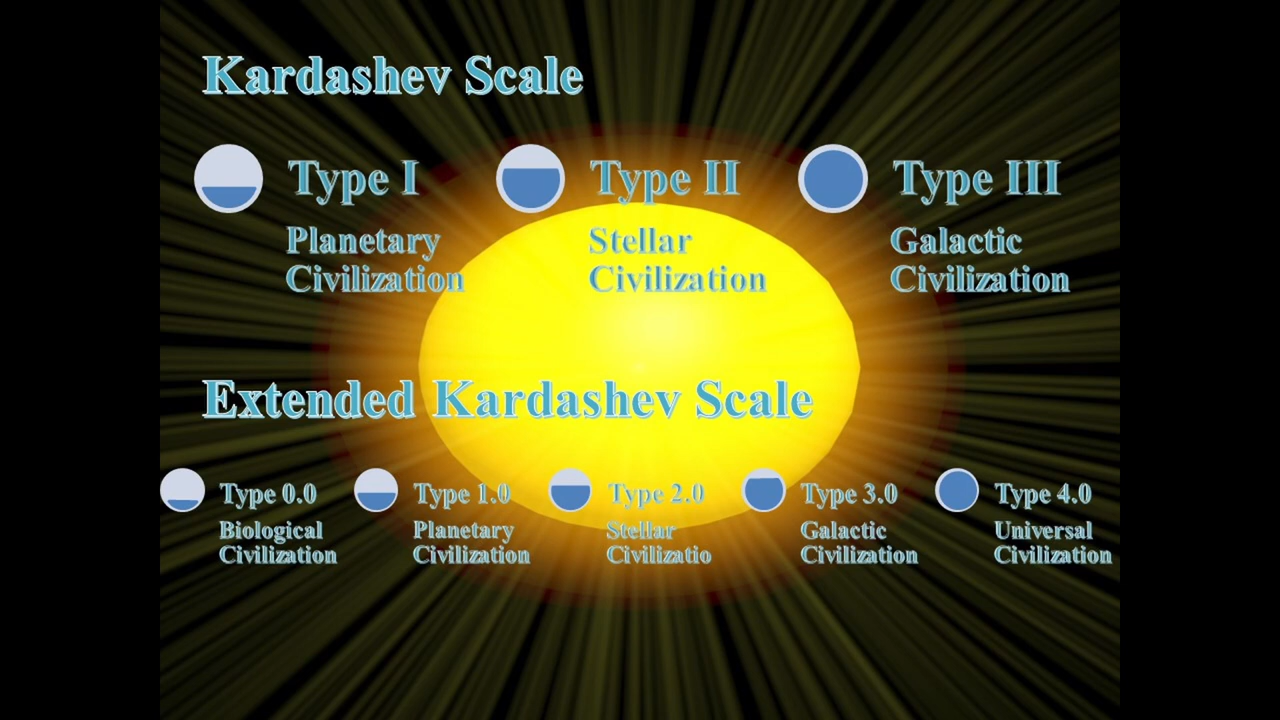 Kardashev Scale
Type I
Planetary
Civilization
Type II
Stellar
Civilization
Type III
Galactic
Civilization
Extended Kardashev Scale
Type 0.0
Biological
Civilization
Type 1.0
Planetary
Civilization
Type 2.0
Stellar
Civilizatio
Type 3.0
Galactic
Civilization
Type 4.0
Universal
Civilization